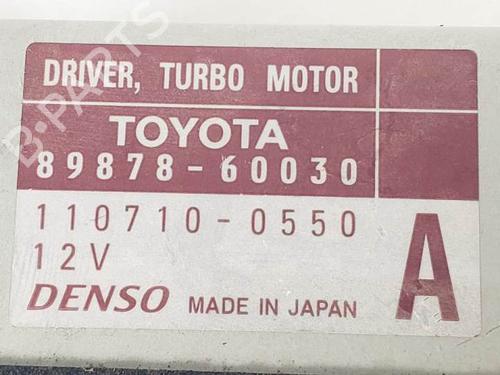 DRIVER, TURBO MOTOR
TOYOTA
89878-60030
110710-0550
12V
A
DENSO MADE IN JAPAN
B-PARTS